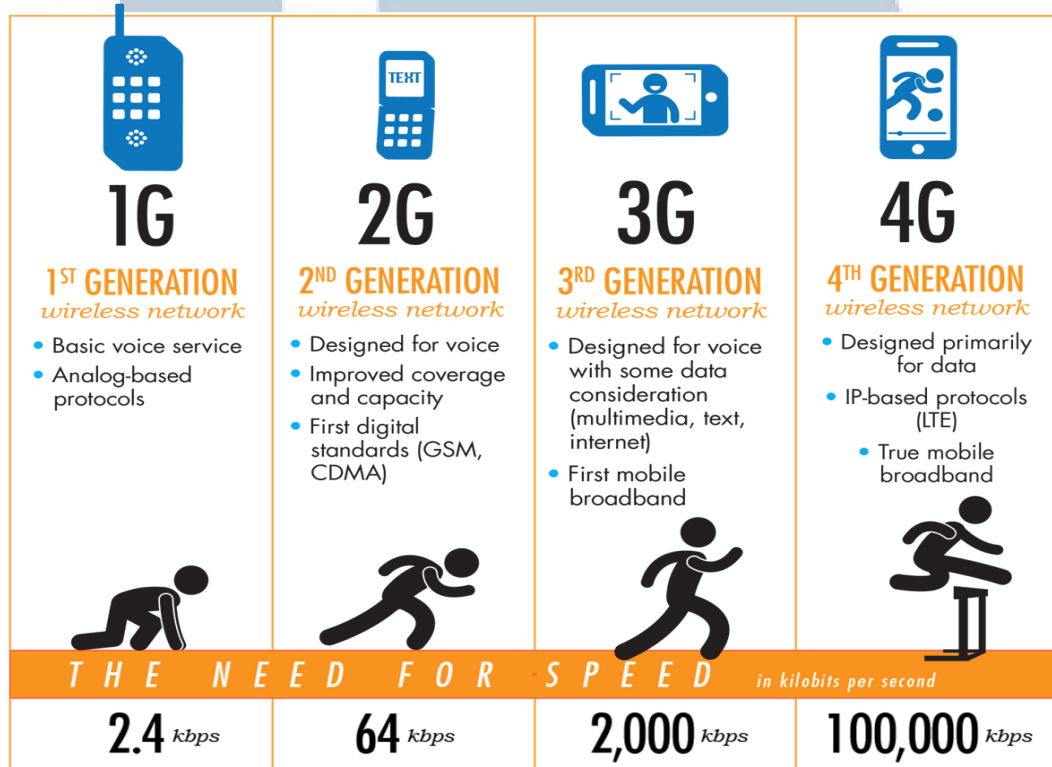 TEXT
1G
1ST GENERATION
wireless network
• Basic voice service
• Analog-based
protocols
2G
2ND GENERATION
wireless network
• Designed for voice
• Improved coverage
and capacity
• First digital
standards (GSM,
CDMA)
3G
3RD GENERATION
wireless network
• Designed for voice
with some data
consideration
(multimedia, text,
internet)
• First mobile
broadband
4G
4TH GENERATION
wireless network
• Designed primarily
for data
• IP-based protocols
(LTE)
• True mobile
broadband
THE NEED FOR SPEED in kilobits per second
2.4 kbps
64 kbps
2,000 kbps
100,000 kbps